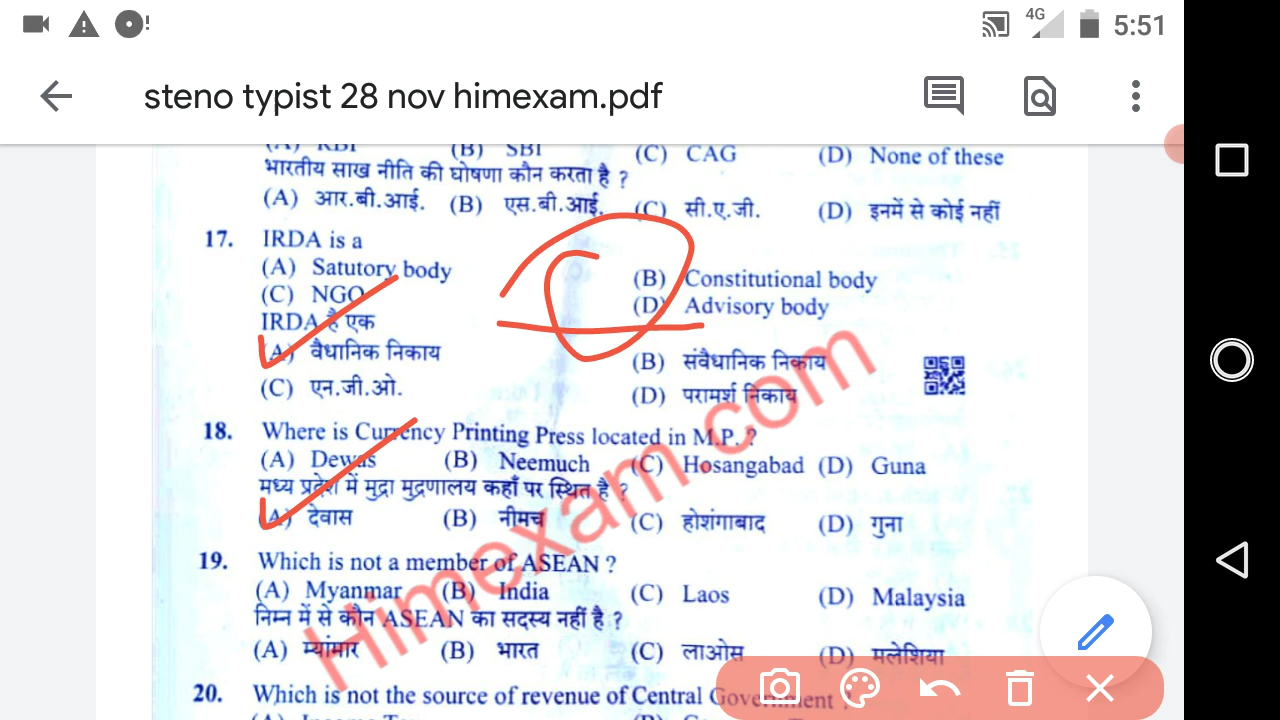 4G 5:51
steno typist 28 nov himexam.pdf
(A) RBI (B) SBI (C) CAG (D) None of these
भारतीय साख नीति की घोषणा कौन करता है ?
(A) आर.बी.आई. (B) एस.बी.आई. (C) सी.ए.जी. (D) इनमें से कोई नहीं
17. IRDA is a
(A) Satutory body (B) Constitutional body
(C) NGO (D) Advisory body
IRDA है एक
(A) वैधानिक निकाय (B) संवैधानिक निकाय
(C) एन.जी.ओ. (D) परामर्श निकाय
18. Where is Currency Printing Press located in M.P. ?
(A) Dewas (B) Neemuch (C) Hosangabad (D) Guna
मध्य प्रदेश में मुद्रा मुद्रणालय कहाँ पर स्थित है ?
(A) देवास (B) नीमच (C) होशंगाबाद (D) गुना
19. Which is not a member of ASEAN ?
(A) Myanmar (B) India (C) Laos (D) Malaysia
निम्न में से कौन ASEAN का सदस्य नहीं है ?
(A) म्यांमार (B) भारत (C) लाओस (D) मलेशिया
20. Which is not the source of revenue of Central Government ?
(A) Income Tax (B)
Himexam.com